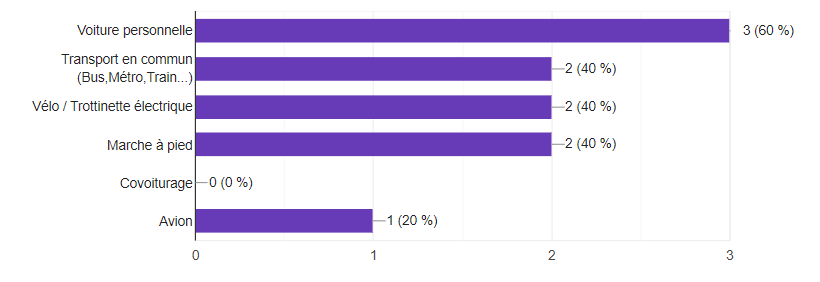 Voiture personnelle
3 (60 %)
Transport en commun
(Bus,Métro,Train...)
2 (40 %)
Vélo / Trottinette électrique
2 (40 %)
Marche à pied
2 (40 %)
Covoiturage
0 (0 %)
Avion
1 (20 %)
0 1 2 3